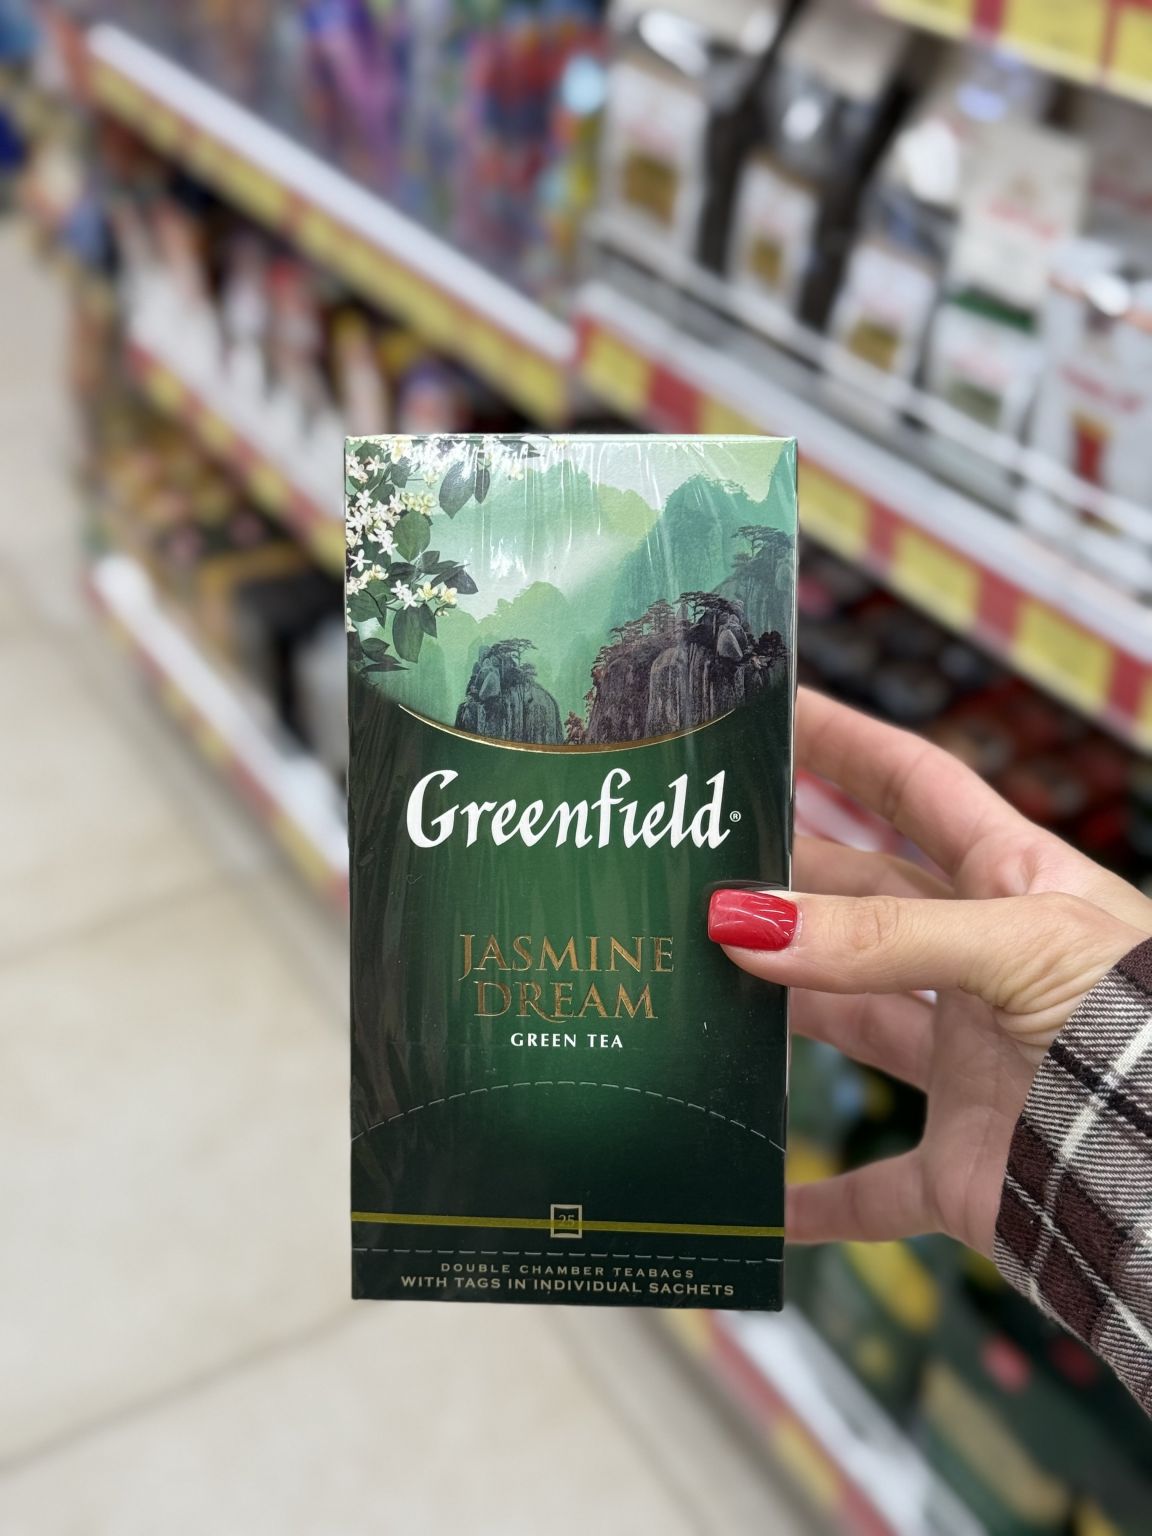 Greenfield®
JASMINE
DREAM
GREEN TEA
25
DOUBLE CHAMBER TEABAGS
WITH TAGS IN INDIVIDUAL SACHETS